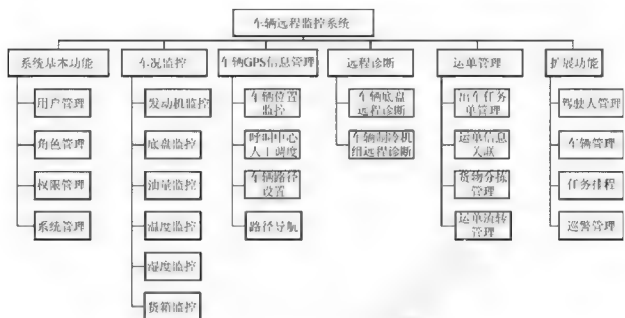 车辆远程监控系统
系统基本功能
用户管理
角色管理
权限管理
系统管理
车况监控
发动机监控
底盘监控
油量监控
温度监控
湿度监控
货箱监控
车辆GPS信息管理
车辆位置
监控
呼叫中心
人工调度
车辆路径
设置
路径导航
远程诊断
车辆底盘
远程诊断
车辆制冷机
组远程诊断
运单管理
出车任务
单管理
运单信息
关联
货物分拣
管理
运单流转
管理
扩展功能
驾驶人管理
车辆管理
任务排程
巡警管理